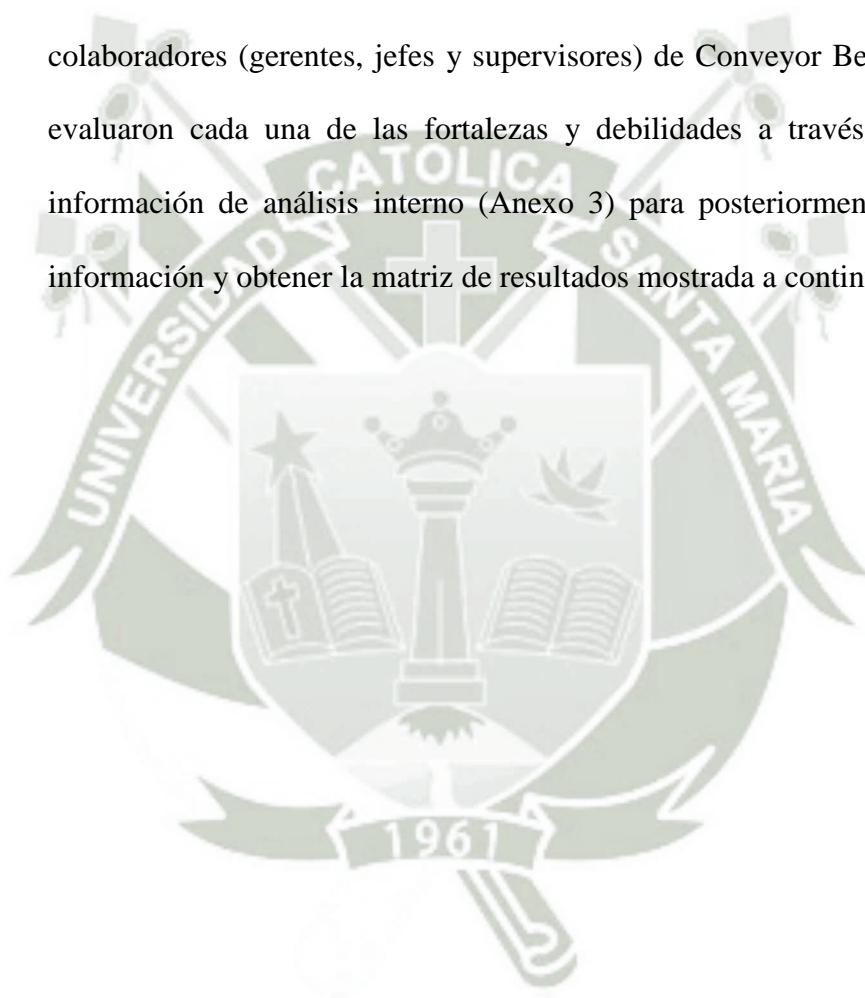 colaboradores (gerentes, jefes y supervisores) de Conveyor Be
evaluaron cada una de las fortalezas y debilidades a través
información de análisis interno (Anexo 3) para posteriormen
información y obtener la matriz de resultados mostrada a contin
UNIVERSIDAD CATOLICA SANTA MARIA
1961